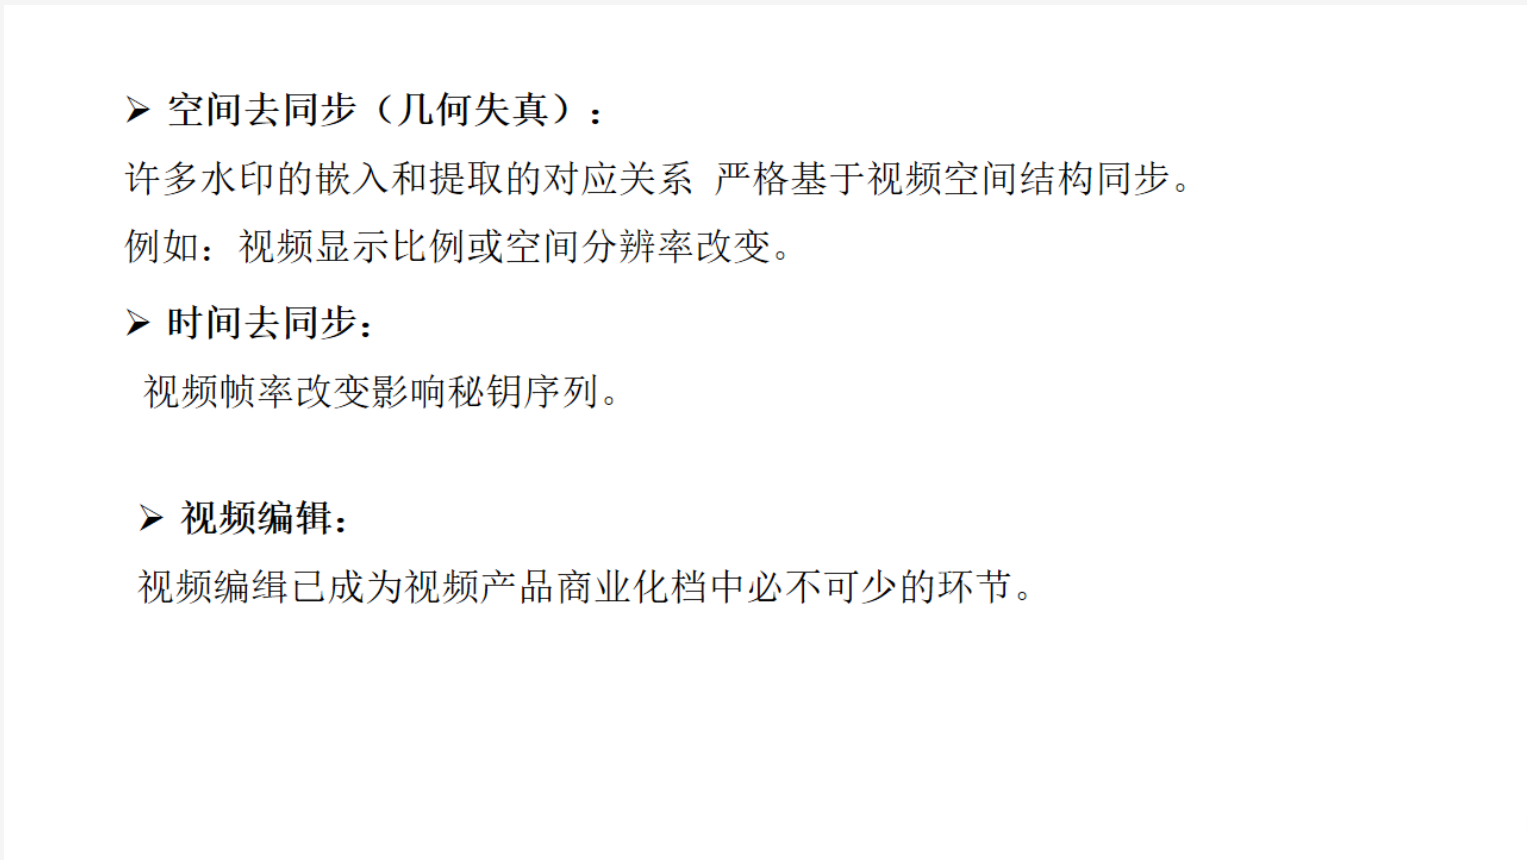 ➢ 空间去同步（几何失真）：
许多水印的嵌入和提取的对应关系 严格基于视频空间结构同步。
例如：视频显示比例或空间分辨率改变。
➢ 时间去同步：
视频帧率改变影响秘钥序列。
➢ 视频编辑：
视频编缉已成为视频产品商业化档中必不可少的环节。